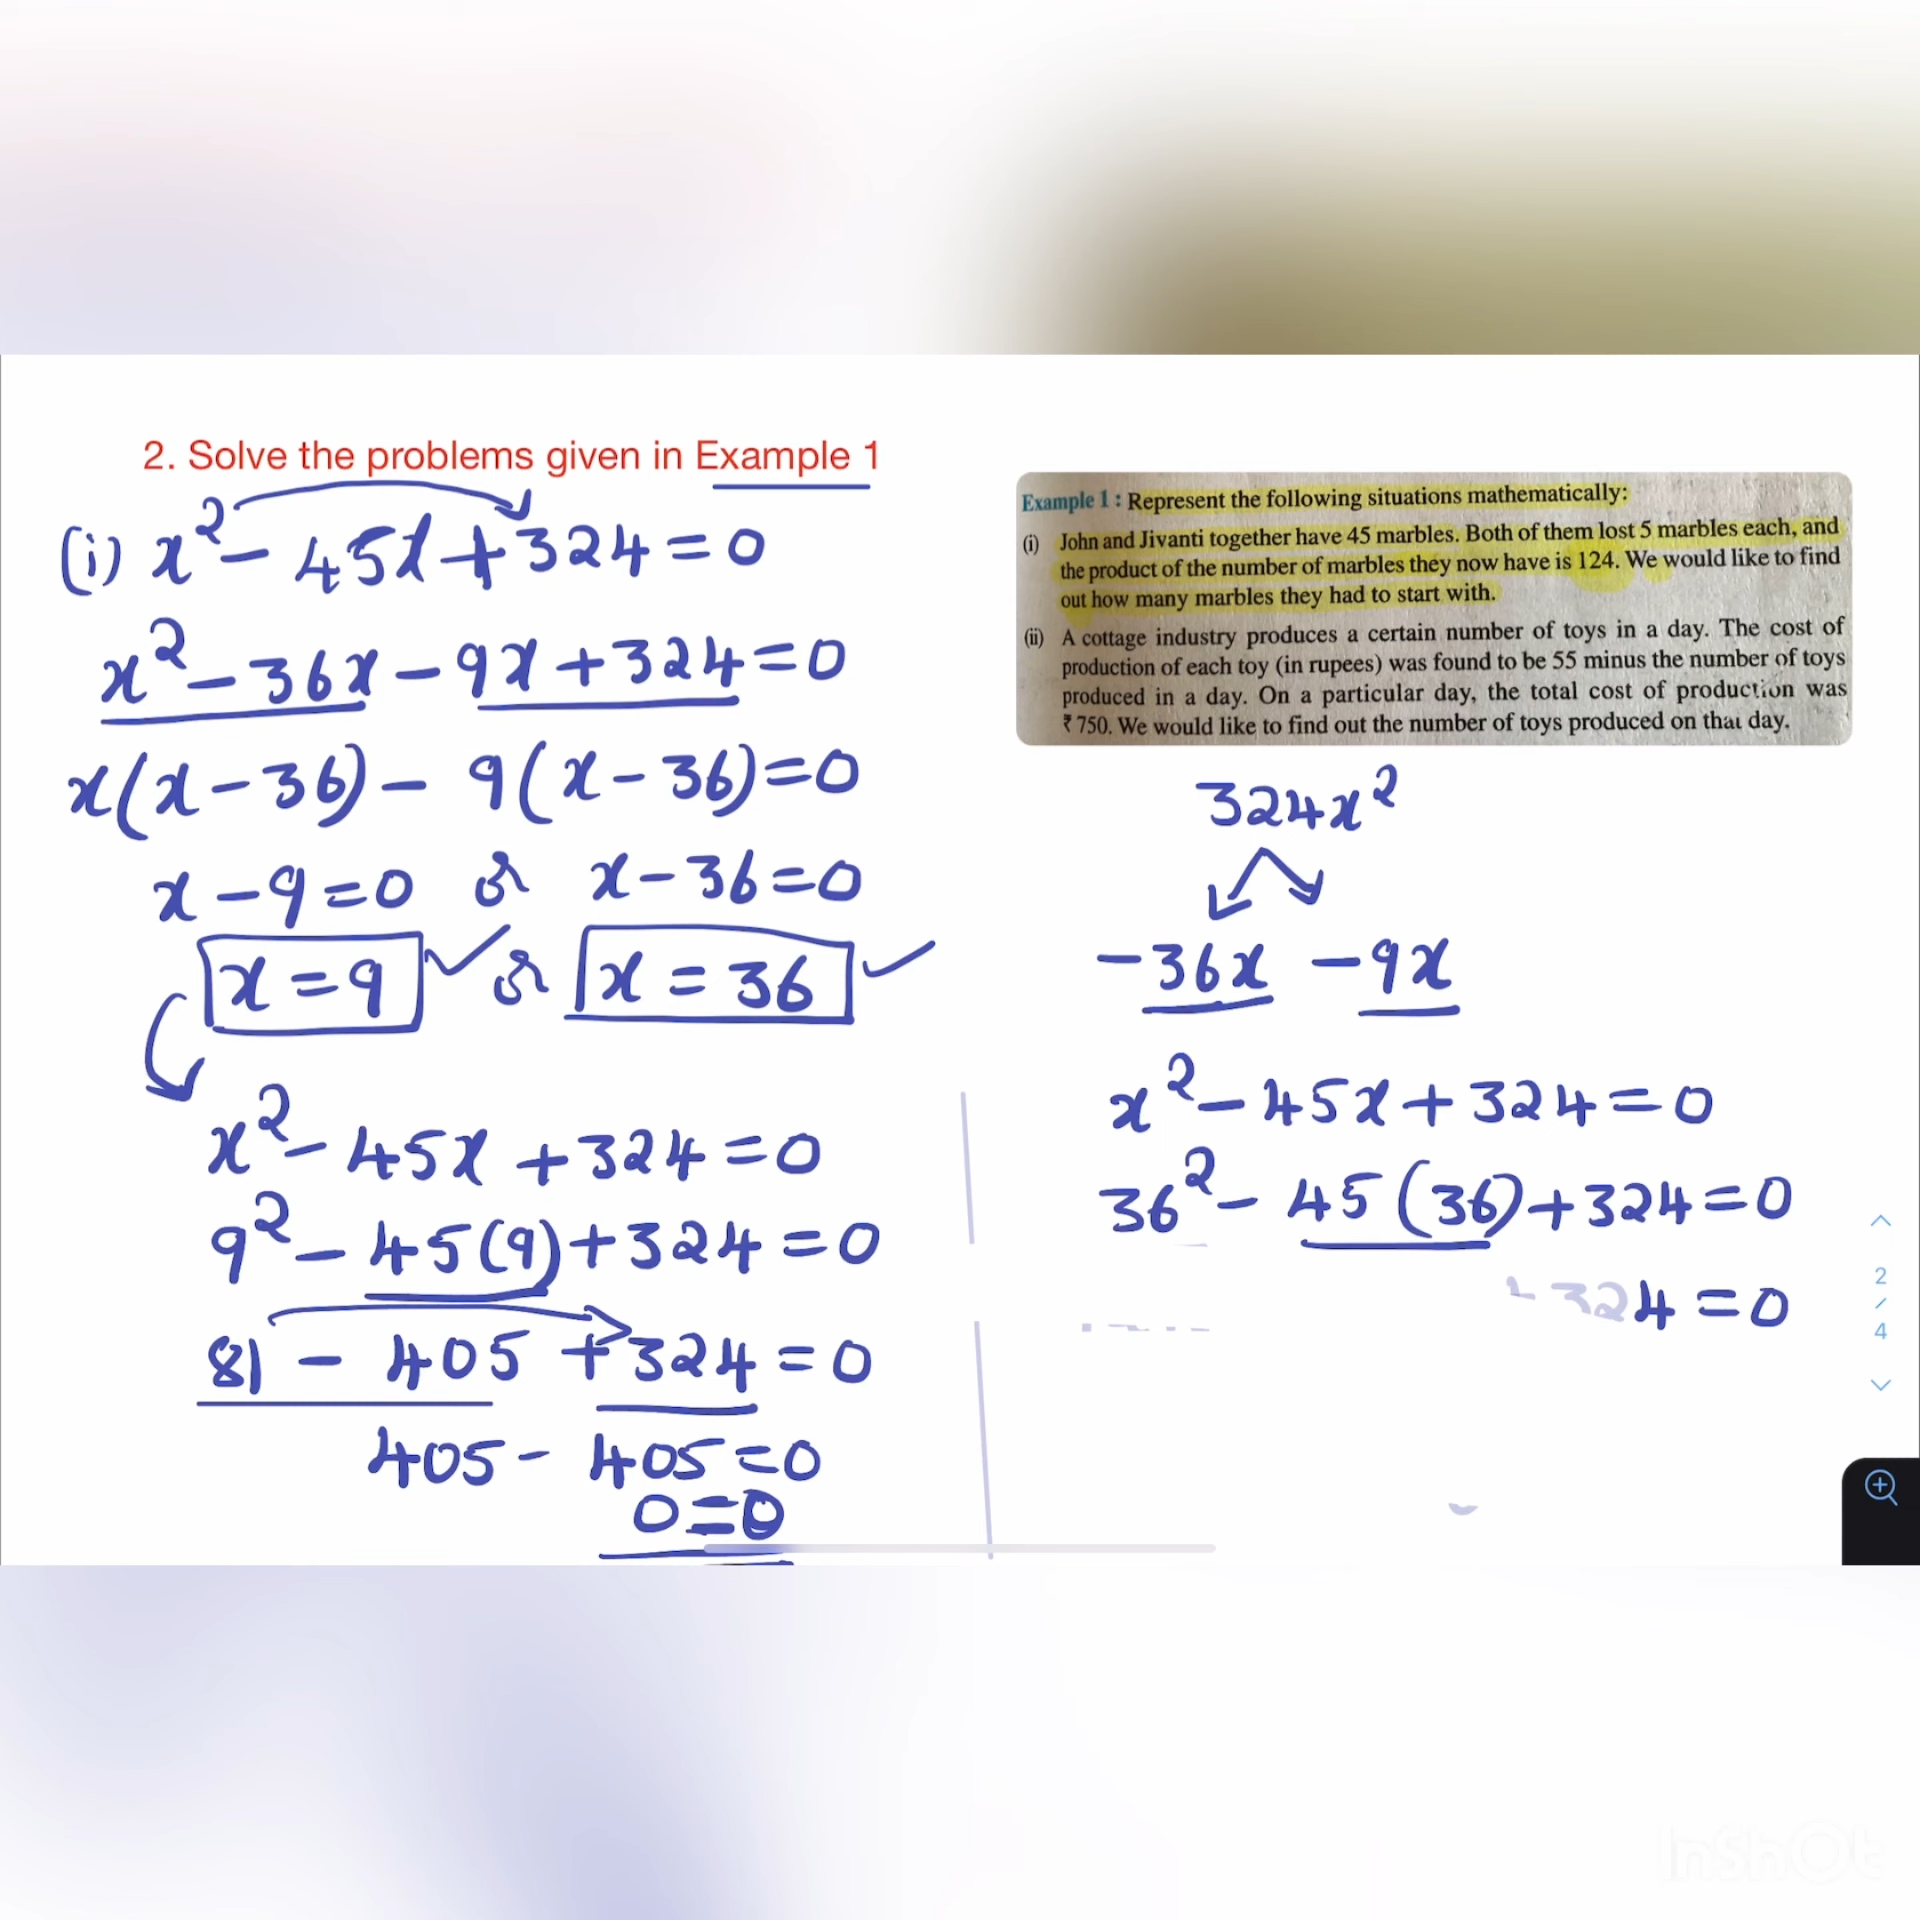 2. Solve the problems given in Example 1
(i) x² - 45x + 324 = 0
x² - 36x - 9x + 324 = 0
x(x - 36) - 9(x - 36) = 0
x - 9 = 0 or x - 36 = 0
x = 9 or x = 36
x² - 45x + 324 = 0
9² - 45(9) + 324 = 0
81 - 405 + 324 = 0
405 - 405 = 0
0 = 0
Example 1 : Represent the following situations mathematically:
(i) John and Jivanti together have 45 marbles. Both of them lost 5 marbles each, and
the product of the number of marbles they now have is 124. We would like to find
out how many marbles they had to start with.
(ii) A cottage industry produces a certain number of toys in a day. The cost of
production of each toy (in rupees) was found to be 55 minus the number of toys
produced in a day. On a particular day, the total cost of production was
₹ 750. We would like to find out the number of toys produced on that day.
324x²
-36x -9x
x² - 45x + 324 = 0
36² - 45(36) + 324 = 0
324 = 0
2
/
4
InShOt